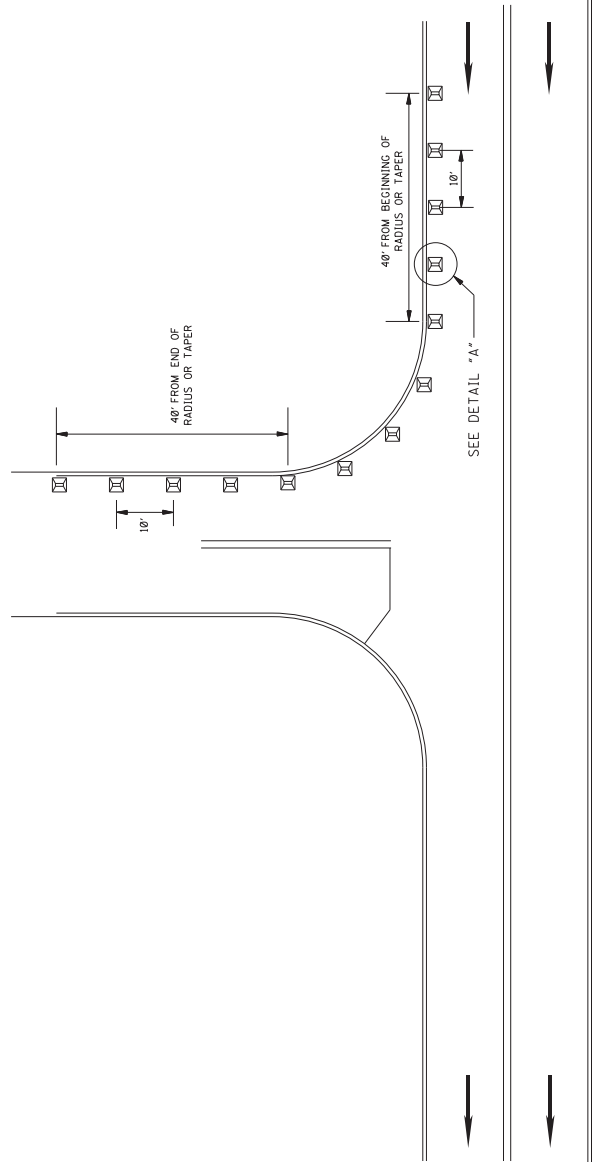 40' FROM BEGINNING OF
RADIUS OR TAPER
10'
40' FROM END OF
RADIUS OR TAPER
10'
SEE DETAIL "A"